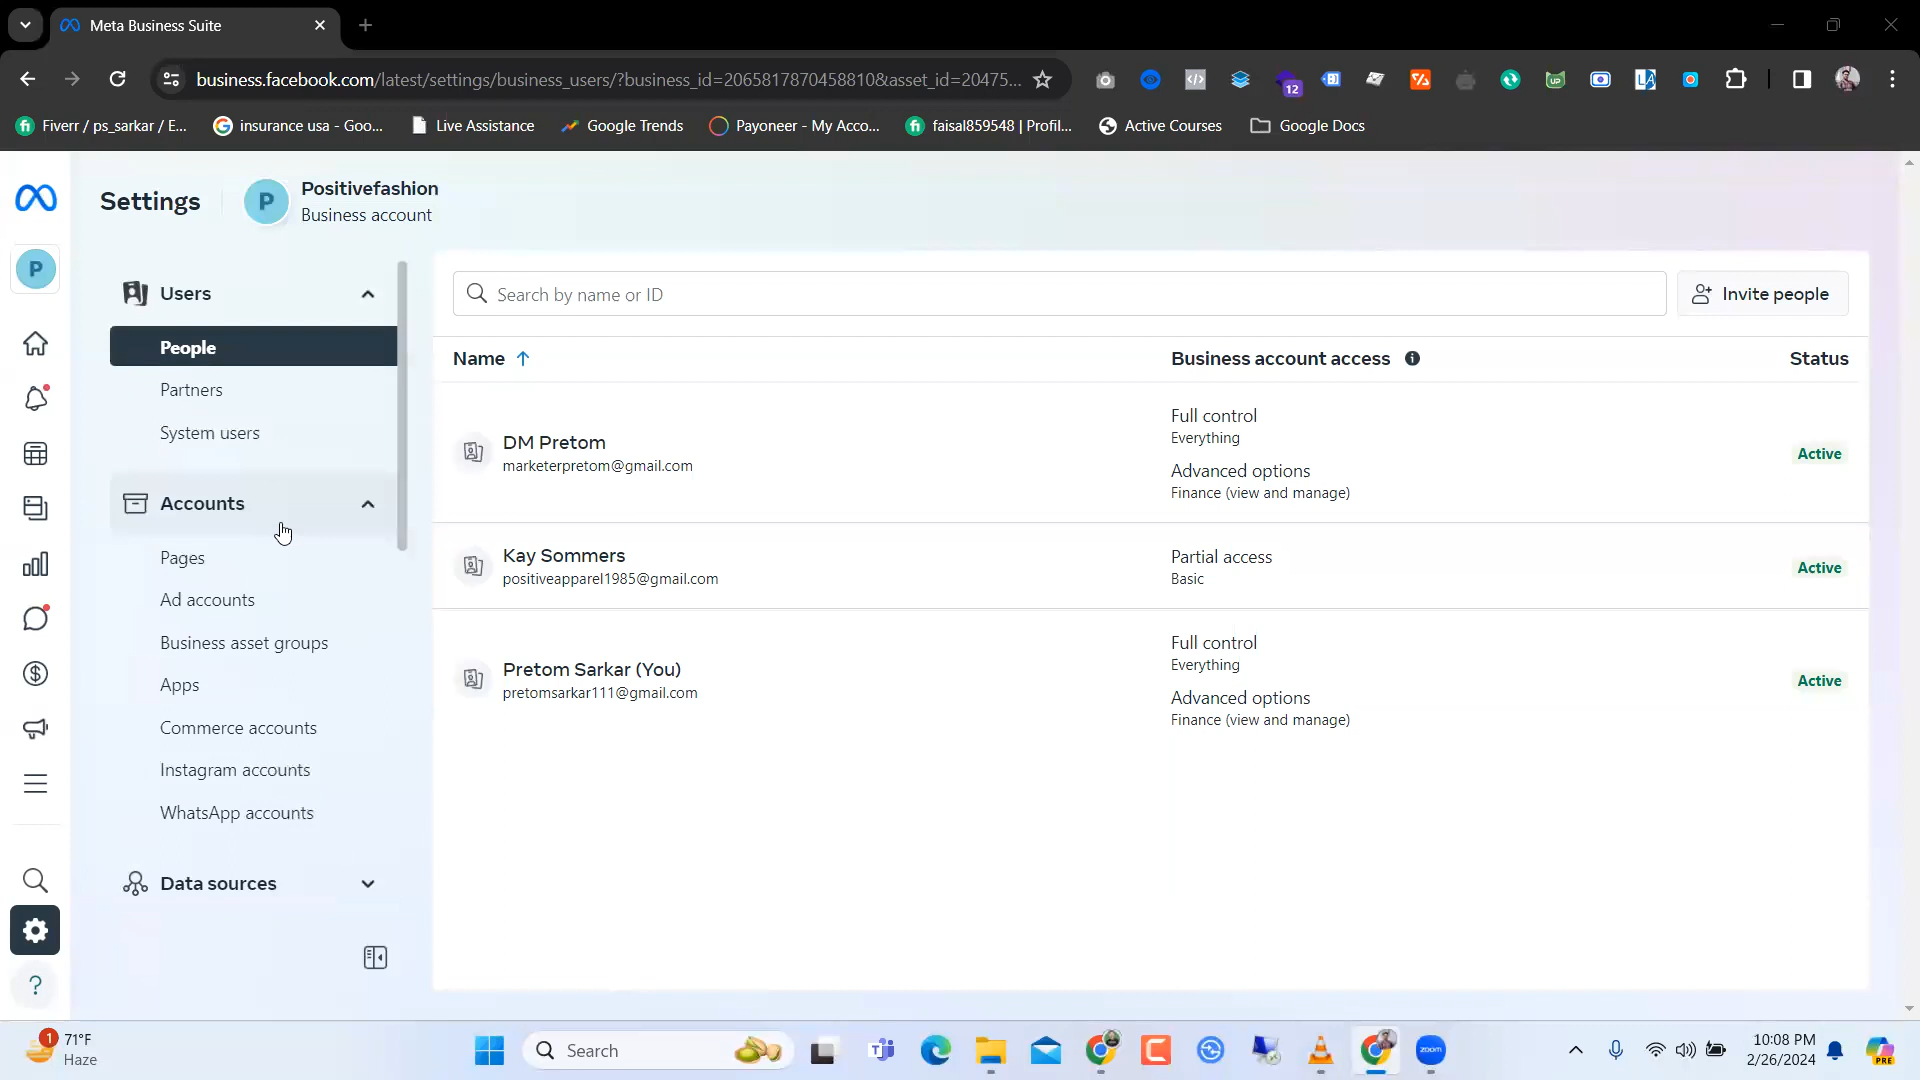 Meta Business Suite
business.facebook.com/latest/settings/business_users/?business_id=2065817870458810&asset_id=20475...
12
Fiverr / ps_sarkar / E...
insurance usa - Goo...
Live Assistance
Google Trends
Payoneer - My Acco...
faisal859548 | Profil...
Active Courses
Google Docs
Settings
P
Positivefashion
Business account
P
Users
People
Partners
System users
Accounts
Pages
Ad accounts
Business asset groups
Apps
Commerce accounts
Instagram accounts
WhatsApp accounts
Data sources
Search by name or ID
Invite people
Name
Business account access
Status
DM Pretom
marketerpretom@gmail.com
Full control
Everything
Advanced options
Finance (view and manage)
Active
Kay Sommers
positiveapparel1985@gmail.com
Partial access
Basic
Active
Pretom Sarkar (You)
pretomsarkar111@gmail.com
Full control
Everything
Advanced options
Finance (view and manage)
Active
1
71°F
Haze
Search
zoom
10:08 PM
2/26/2024
PRE